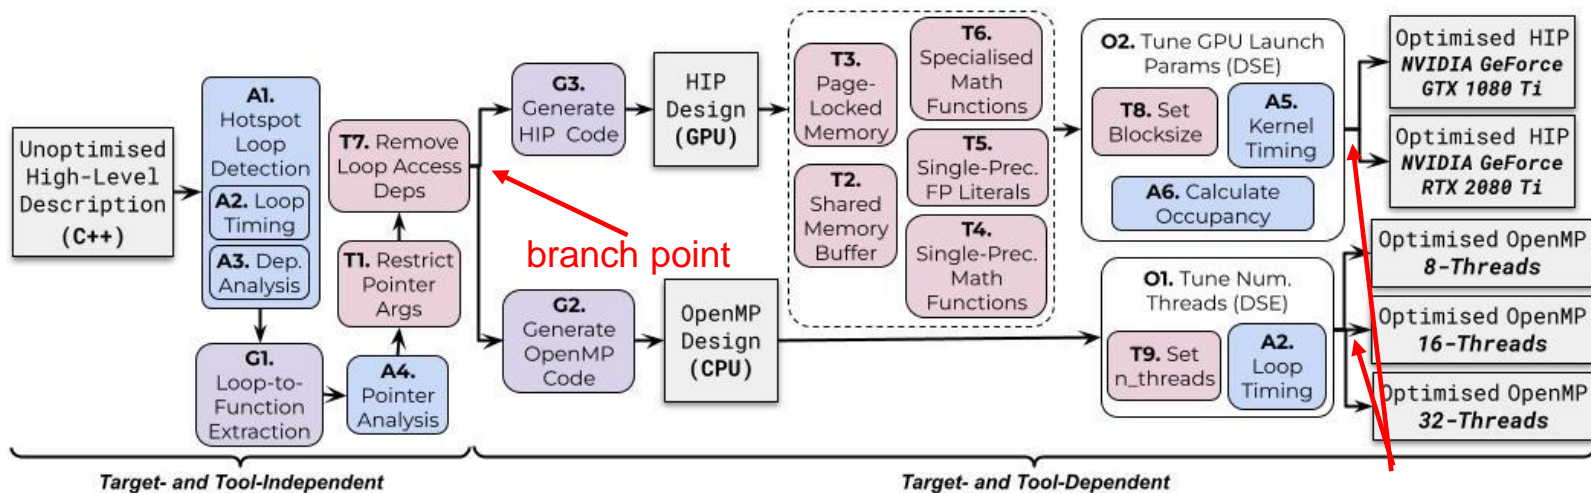 Unoptimised
High-Level
Description
(C++)
A1.
Hotspot
Loop
Detection
A2. Loop
Timing
A3. Dep.
Analysis
G1.
Loop-to-
Function
Extraction
A4.
Pointer
Analysis
T1. Restrict
Pointer
Args
T7. Remove
Loop Access
Deps
branch point
G3.
Generate
HIP Code
HIP
Design
(GPU)
G2.
Generate
OpenMP
Code
OpenMP
Design
(CPU)
T3.
Page-
Locked
Memory
T2.
Shared
Memory
Buffer
T6.
Specialised
Math
Functions
T5.
Single-Prec.
FP Literals
T4.
Single-Prec.
Math
Functions
O2. Tune GPU Launch
Params (DSE)
T8. Set
Blocksize
A5.
Kernel
Timing
A6. Calculate
Occupancy
O1. Tune Num.
Threads (DSE)
T9. Set
n_threads
A2.
Loop
Timing
Optimised HIP
NVIDIA GeForce
GTX 1080 Ti
Optimised HIP
NVIDIA GeForce
RTX 2080 Ti
Optimised OpenMP
8-Threads
Optimised OpenMP
16-Threads
Optimised OpenMP
32-Threads
Target- and Tool-Independent
Target- and Tool-Dependent